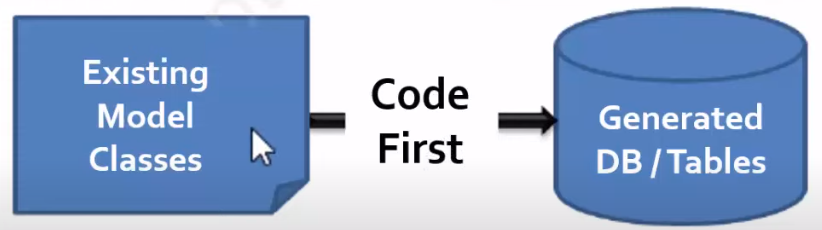 Existing
Model
Classes
Code
First
Generated
DB / Tables